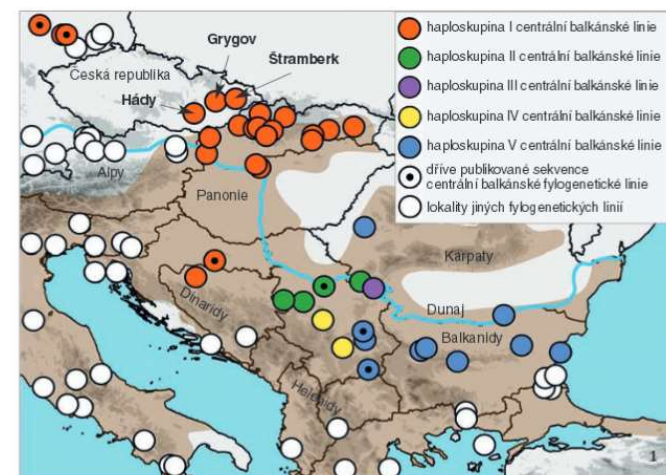 Grygov
Štramberk
Česká republika
Hády
Alpy
Panonie
Karpaty
Dinaridy
Dunaj
Balkanidy
Helenidy
haploskupina I centrální balkánské linie
haploskupina II centrální balkánské linie
haploskupina III centrální balkánské linie
haploskupina IV centrální balkánské linie
haploskupina V centrální balkánské linie
dříve publikované sekvence
centrální balkánské fylogenetické linie
lokality jiných fylogenetických linií
1